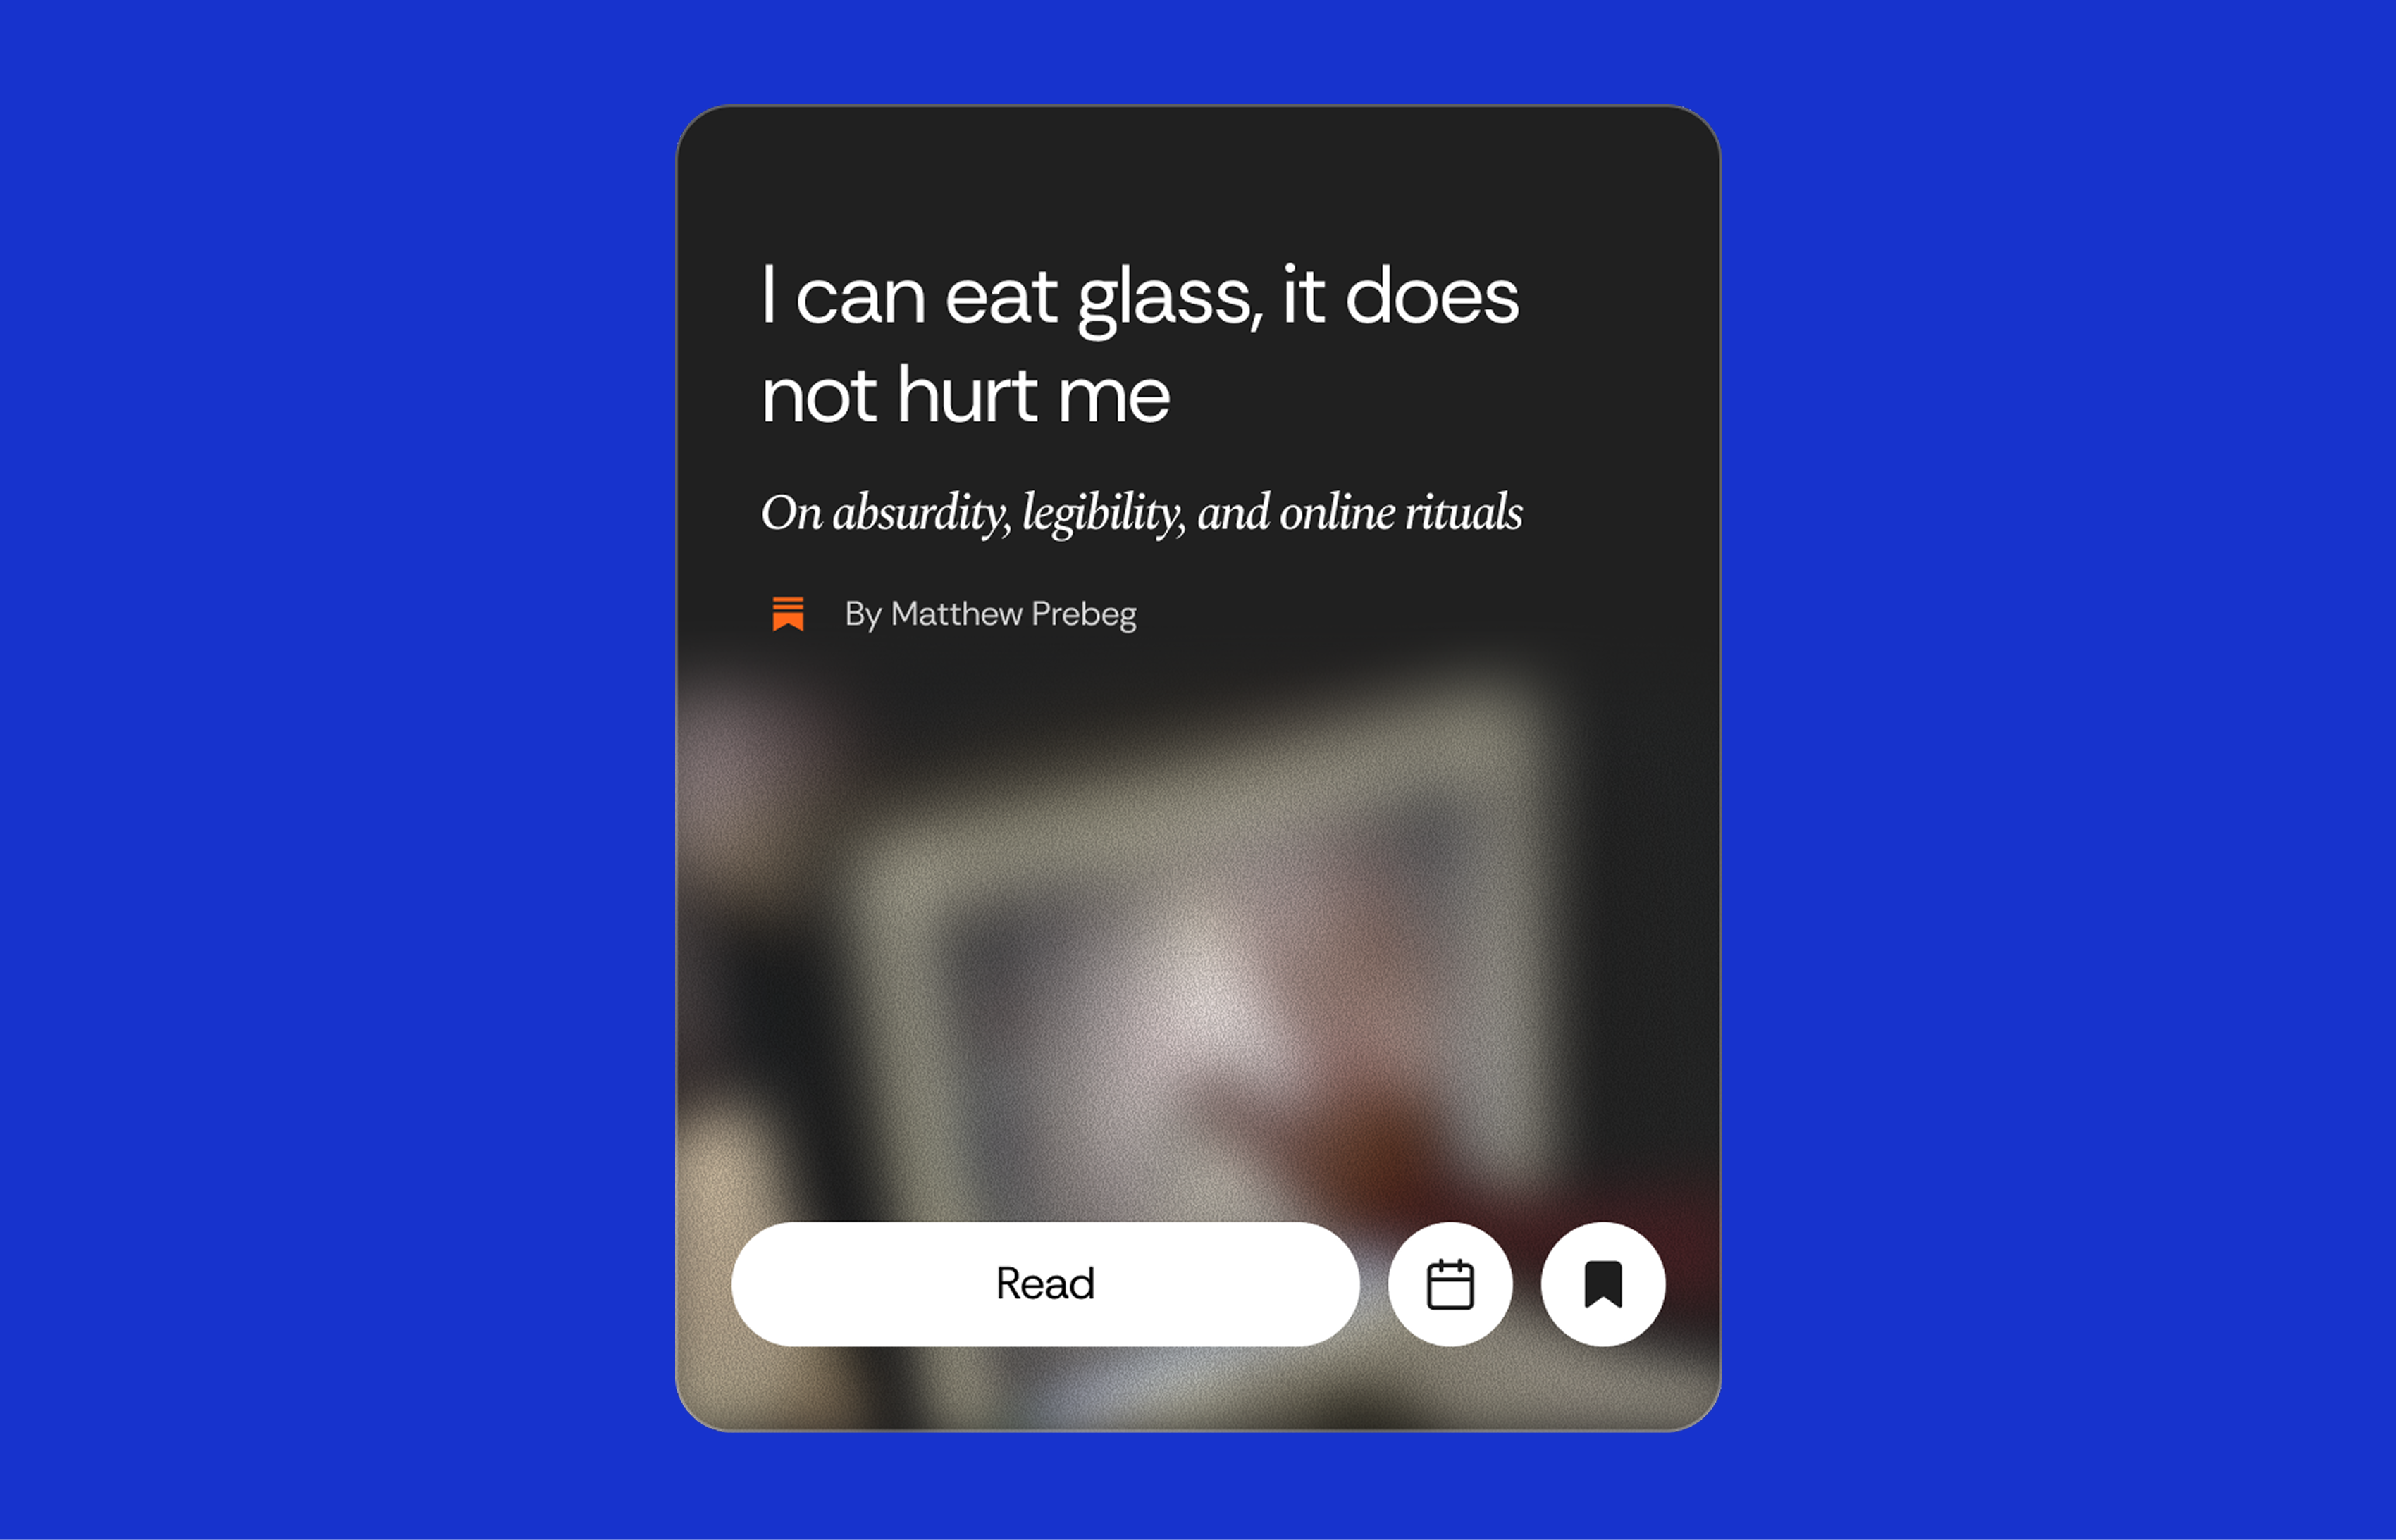 I can eat glass, it does
not hurt me
On absurdity, legibility, and online rituals
By Matthew Prebeg
Read